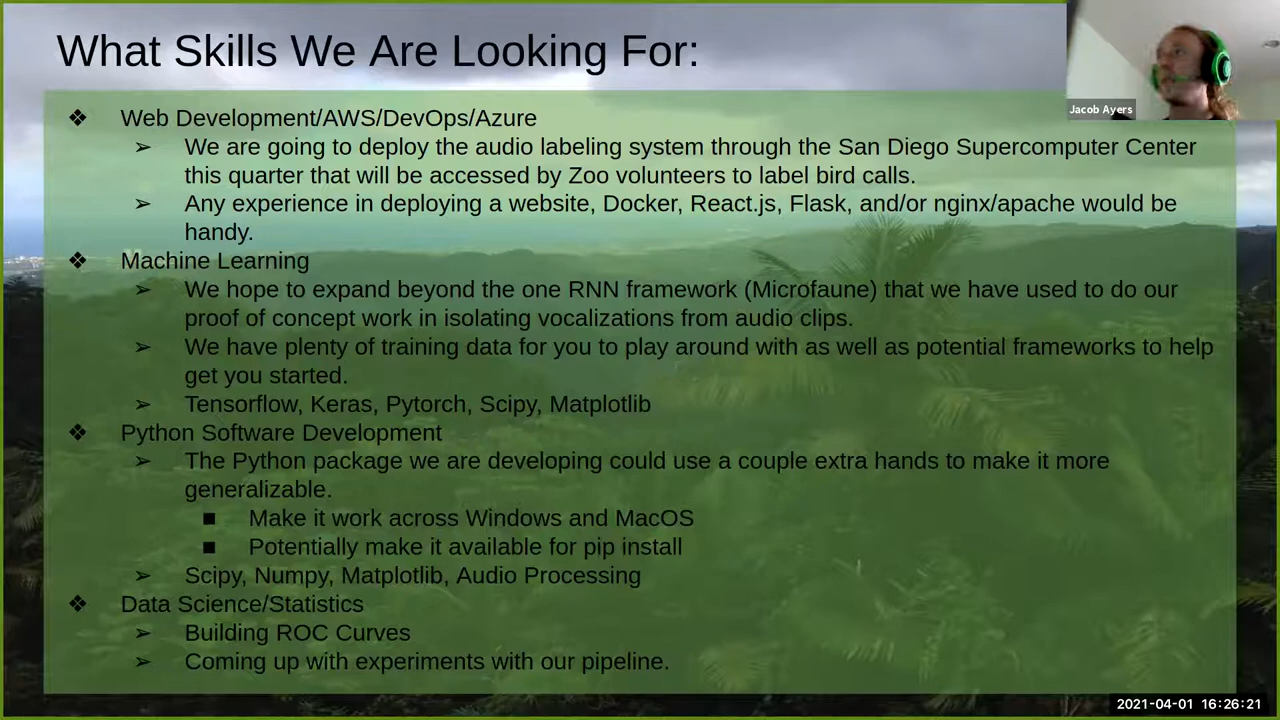 What Skills We Are Looking For:
Jacob Ayers
❖ Web Development/AWS/DevOps/Azure
➢ We are going to deploy the audio labeling system through the San Diego Supercomputer Center
this quarter that will be accessed by Zoo volunteers to label bird calls.
➢ Any experience in deploying a website, Docker, React.js, Flask, and/or nginx/apache would be
handy.
❖ Machine Learning
➢ We hope to expand beyond the one RNN framework (Microfaune) that we have used to do our
proof of concept work in isolating vocalizations from audio clips.
➢ We have plenty of training data for you to play around with as well as potential frameworks to help
get you started.
➢ Tensorflow, Keras, Pytorch, Scipy, Matplotlib
❖ Python Software Development
➢ The Python package we are developing could use a couple extra hands to make it more
generalizable.
■ Make it work across Windows and MacOS
■ Potentially make it available for pip install
➢ Scipy, Numpy, Matplotlib, Audio Processing
❖ Data Science/Statistics
➢ Building ROC Curves
➢ Coming up with experiments with our pipeline.
2021-04-01 16:26:21